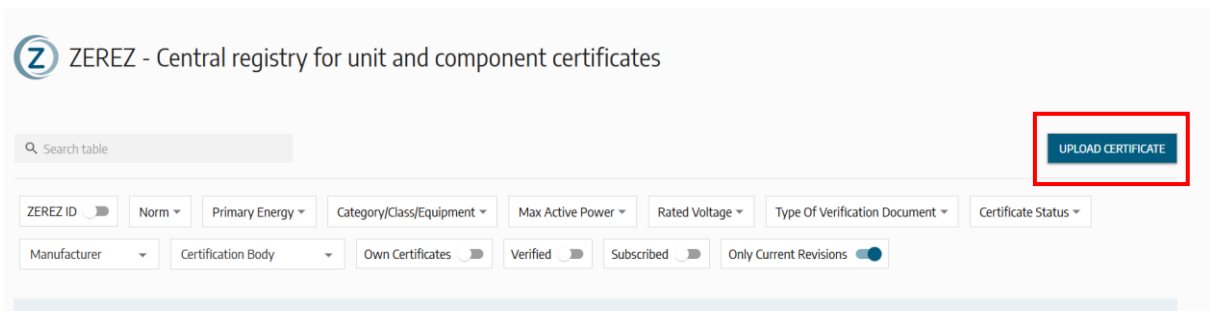 Z ZEREZ - Central registry for unit and component certificates
Search table
UPLOAD CERTIFICATE
ZEREZ ID Norm Primary Energy Category/Class/Equipment Max Active Power Rated Voltage Type Of Verification Document Certificate Status
Manufacturer Certification Body Own Certificates Verified Subscribed Only Current Revisions